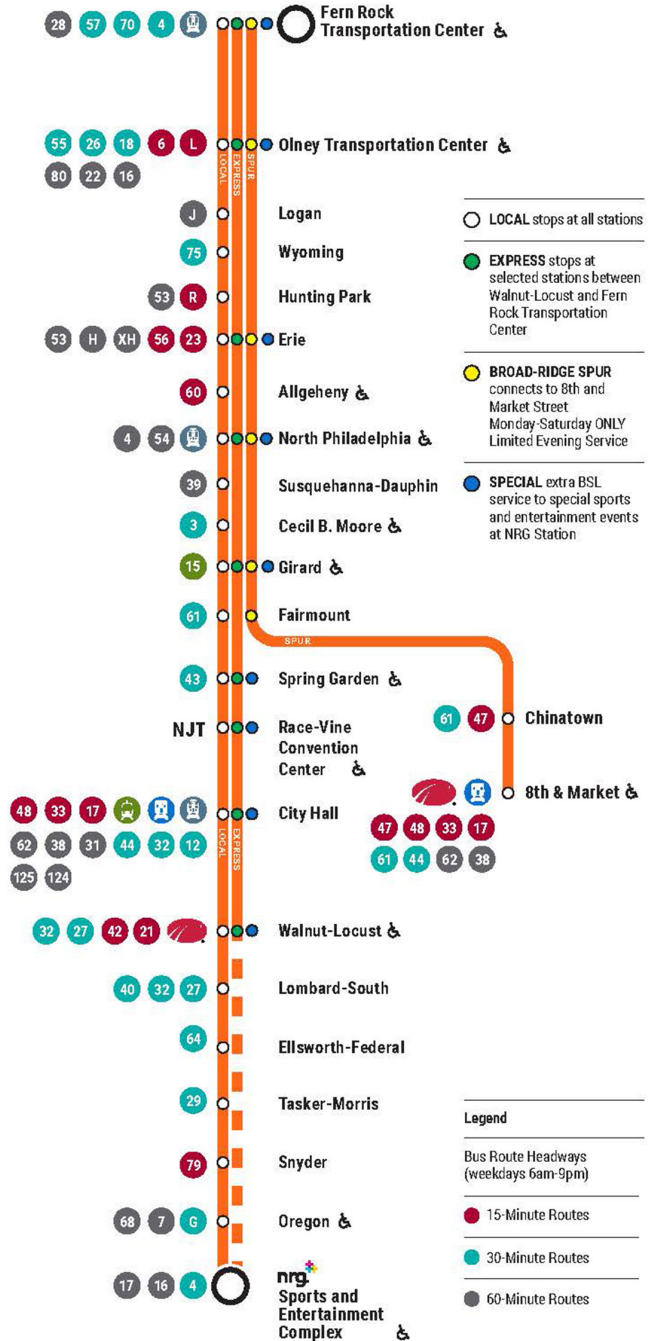 28 57 70 4
Fern Rock
Transportation Center
55 26 18 6 L
Olney Transportation Center
80 22 16
LOCAL
EXPRESS
SPUR
J
Logan
LOCAL stops at all stations
75
Wyoming
EXPRESS stops at
selected stations between
Walnut-Locust and Fern
Rock Transportation
Center
53 R
Hunting Park
53 H XH 56 23
Erie
BROAD-RIDGE SPUR
connects to 8th and
Market Street
Monday-Saturday ONLY
Limited Evening Service
60
Allgeheny
4 54
North Philadelphia
39
Susquehanna-Dauphin
SPECIAL extra BSL
service to special sports
and entertainment events
at NRG Station
3
Cecil B. Moore
15
Girard
61
Fairmount
SPUR
43
Spring Garden
61 47
Chinatown
NJT
Race-Vine
Convention
Center
8th & Market
47 48 33 17
61 44 62 38
48 33 17
City Hall
62 38 31 44 32 12
125 124
LOCAL
EXPRESS
32 27 42 21
Walnut-Locust
40 32 27
Lombard-South
64
Ellsworth-Federal
29
Tasker-Morris
79
Snyder
68 7 G
Oregon
17 16 4
nrg
Sports and
Entertainment
Complex
Legend
Bus Route Headways
(weekdays 6am-9pm)
15-Minute Routes
30-Minute Routes
60-Minute Routes